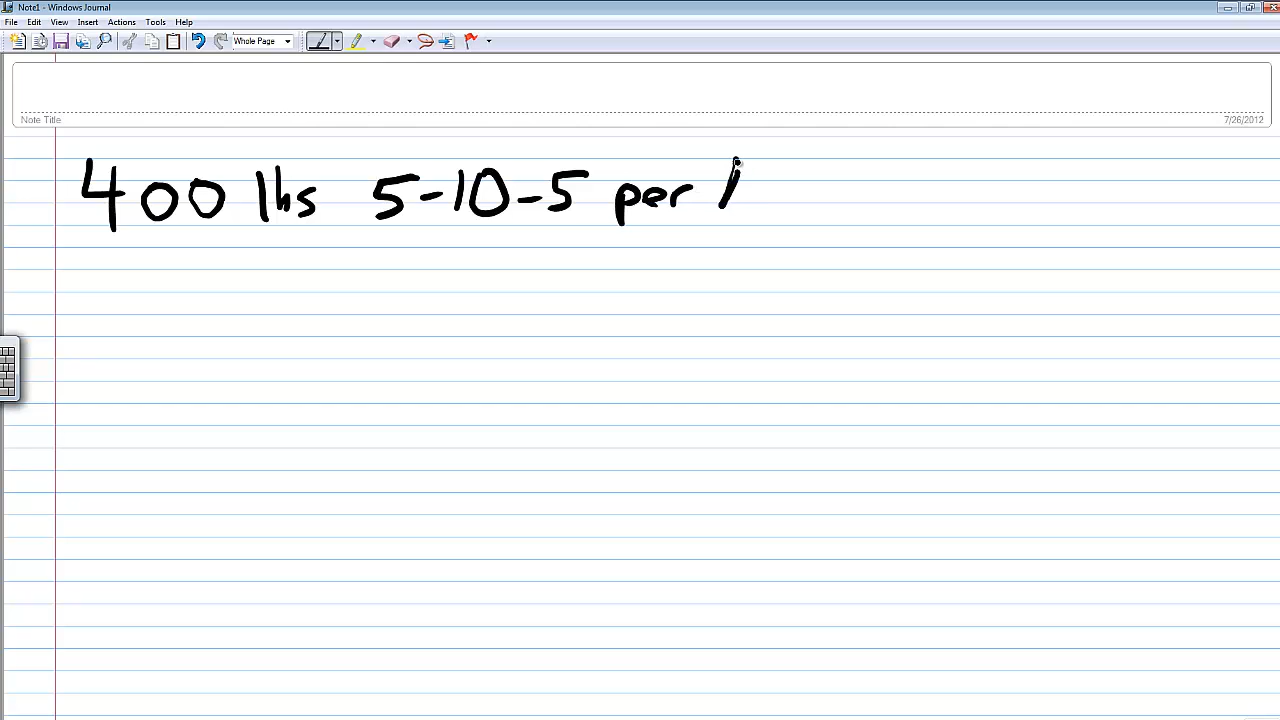 Note1 - Windows Journal
File Edit View Insert Actions Tools Help
Whole Page
Note Title
7/26/2012
400 lbs 5-10-5 per